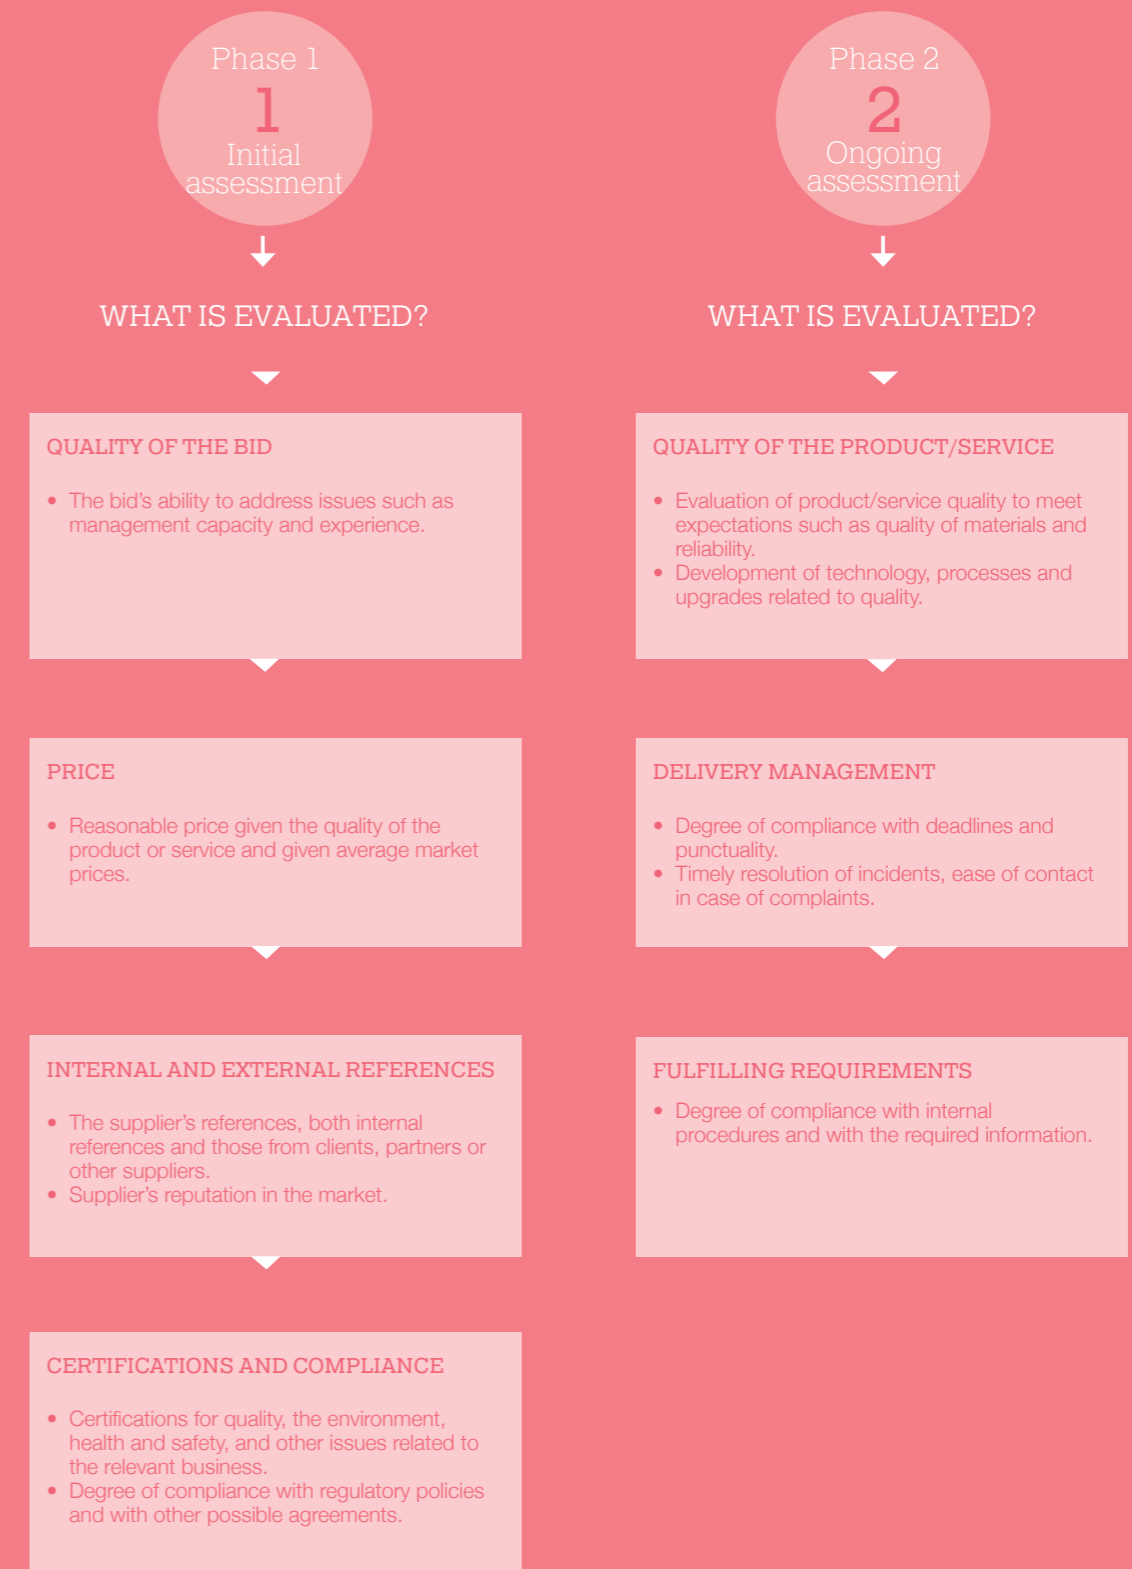 Phase 1
1
Initial
assessment
WHAT IS EVALUATED?
QUALITY OF THE BID
• The bid’s ability to address issues such as
management capacity and experience.
PRICE
• Reasonable price given the quality of the
product or service and given average market
prices.
INTERNAL AND EXTERNAL REFERENCES
• The supplier’s references, both internal
references and those from clients, partners or
other suppliers.
• Supplier’s reputation in the market.
CERTIFICATIONS AND COMPLIANCE
• Certifications for quality, the environment,
health and safety, and other issues related to
the relevant business.
• Degree of compliance with regulatory policies
and with other possible agreements.
Phase 2
2
Ongoing
assessment
WHAT IS EVALUATED?
QUALITY OF THE PRODUCT/SERVICE
• Evaluation of product/service quality to meet
expectations such as quality of materials and
reliability.
• Development of technology, processes and
upgrades related to quality.
DELIVERY MANAGEMENT
• Degree of compliance with deadlines and
punctuality.
• Timely resolution of incidents, ease of contact
in case of complaints.
FULFILLING REQUIREMENTS
• Degree of compliance with internal
procedures and with the required information.